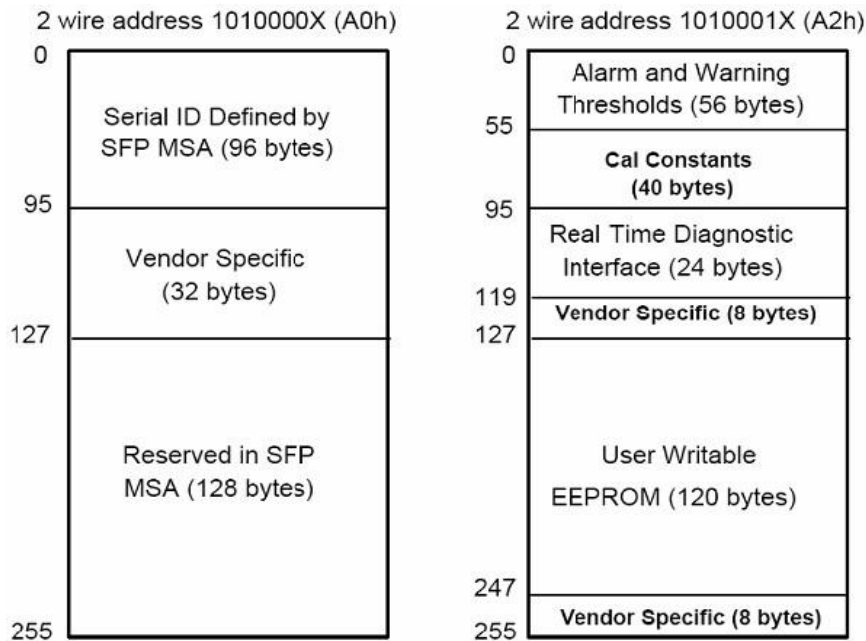 2 wire address 1010000X (A0h)
0
Serial ID Defined by
SFP MSA (96 bytes)
95
Vendor Specific
(32 bytes)
127
Reserved in SFP
MSA (128 bytes)
255
2 wire address 1010001X (A2h)
0
Alarm and Warning
Thresholds (56 bytes)
55
Cal Constants
(40 bytes)
95
Real Time Diagnostic
Interface (24 bytes)
119
Vendor Specific (8 bytes)
127
User Writable
EEPROM (120 bytes)
247
Vendor Specific (8 bytes)
255